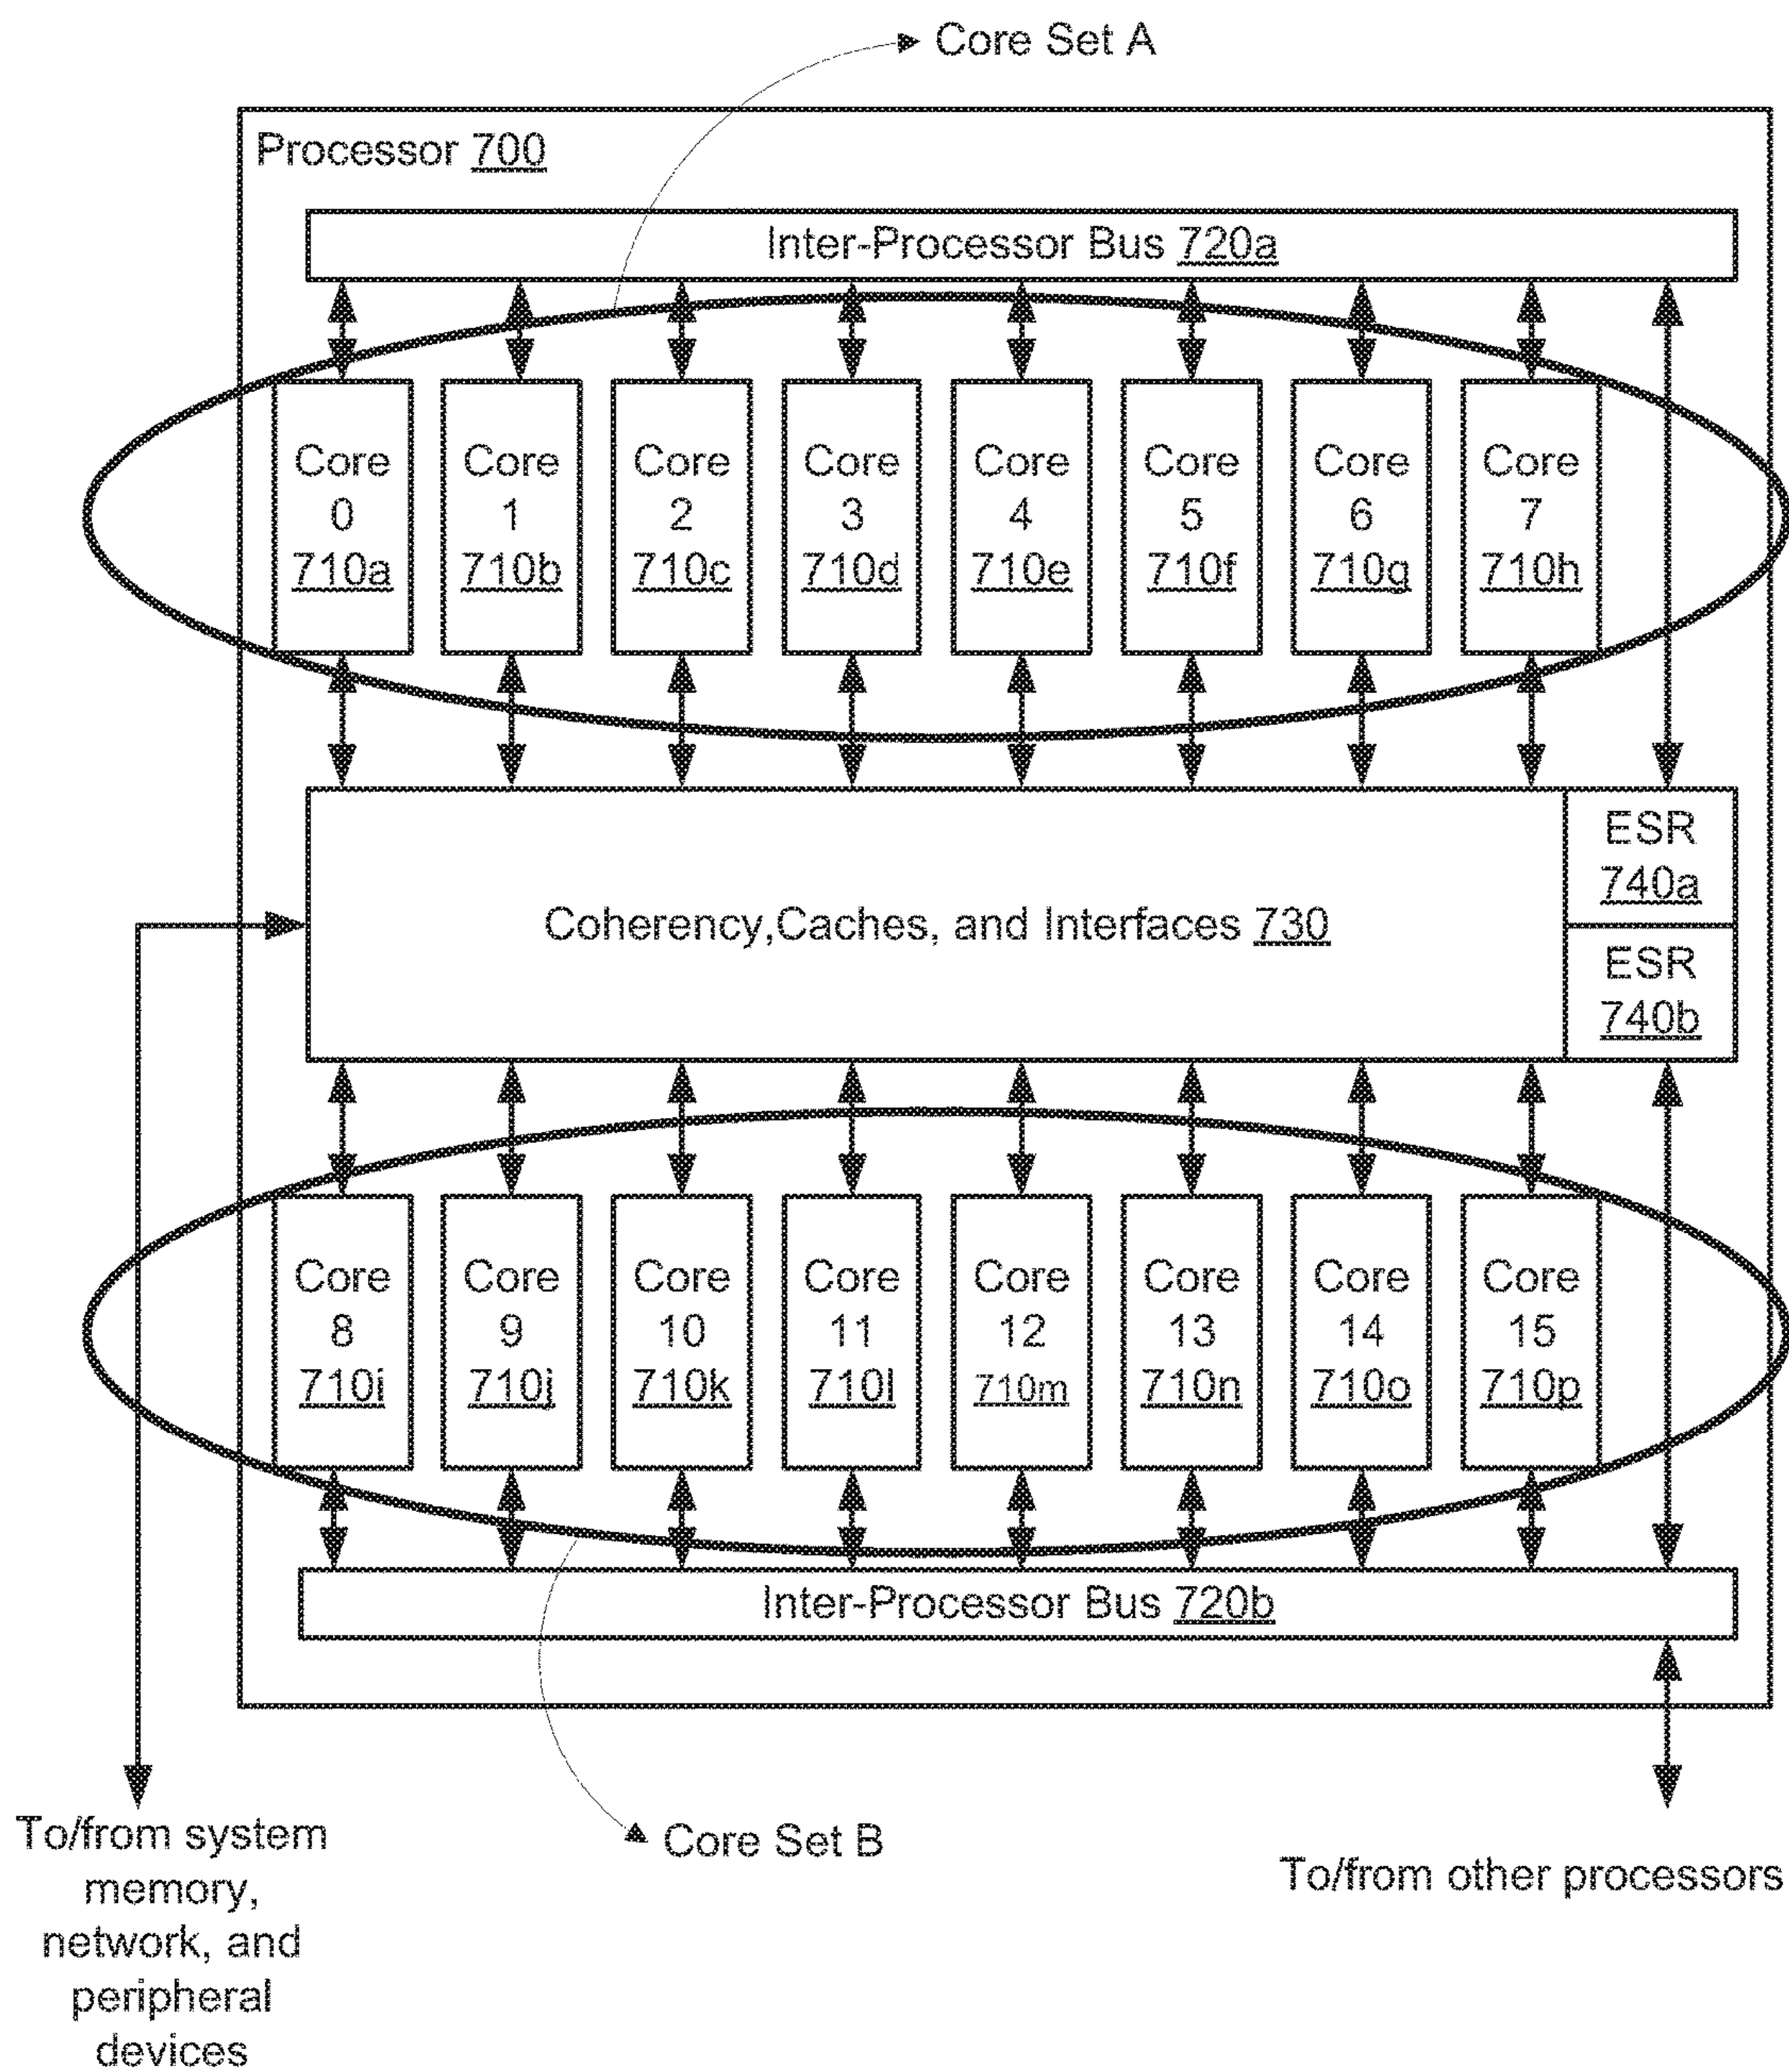 Core Set A
Processor 700
Inter-Processor Bus 720a
Core
0
710a
Core
1
710b
Core
2
710c
Core
3
710d
Core
4
710e
Core
5
710f
Core
6
710g
Core
7
710h
Coherency,Caches, and Interfaces 730
ESR
740a
ESR
740b
Core
8
710i
Core
9
710j
Core
10
710k
Core
11
710l
Core
12
710m
Core
13
710n
Core
14
710o
Core
15
710p
Inter-Processor Bus 720b
To/from system
memory,
network, and
peripheral
devices
Core Set B
To/from other processors